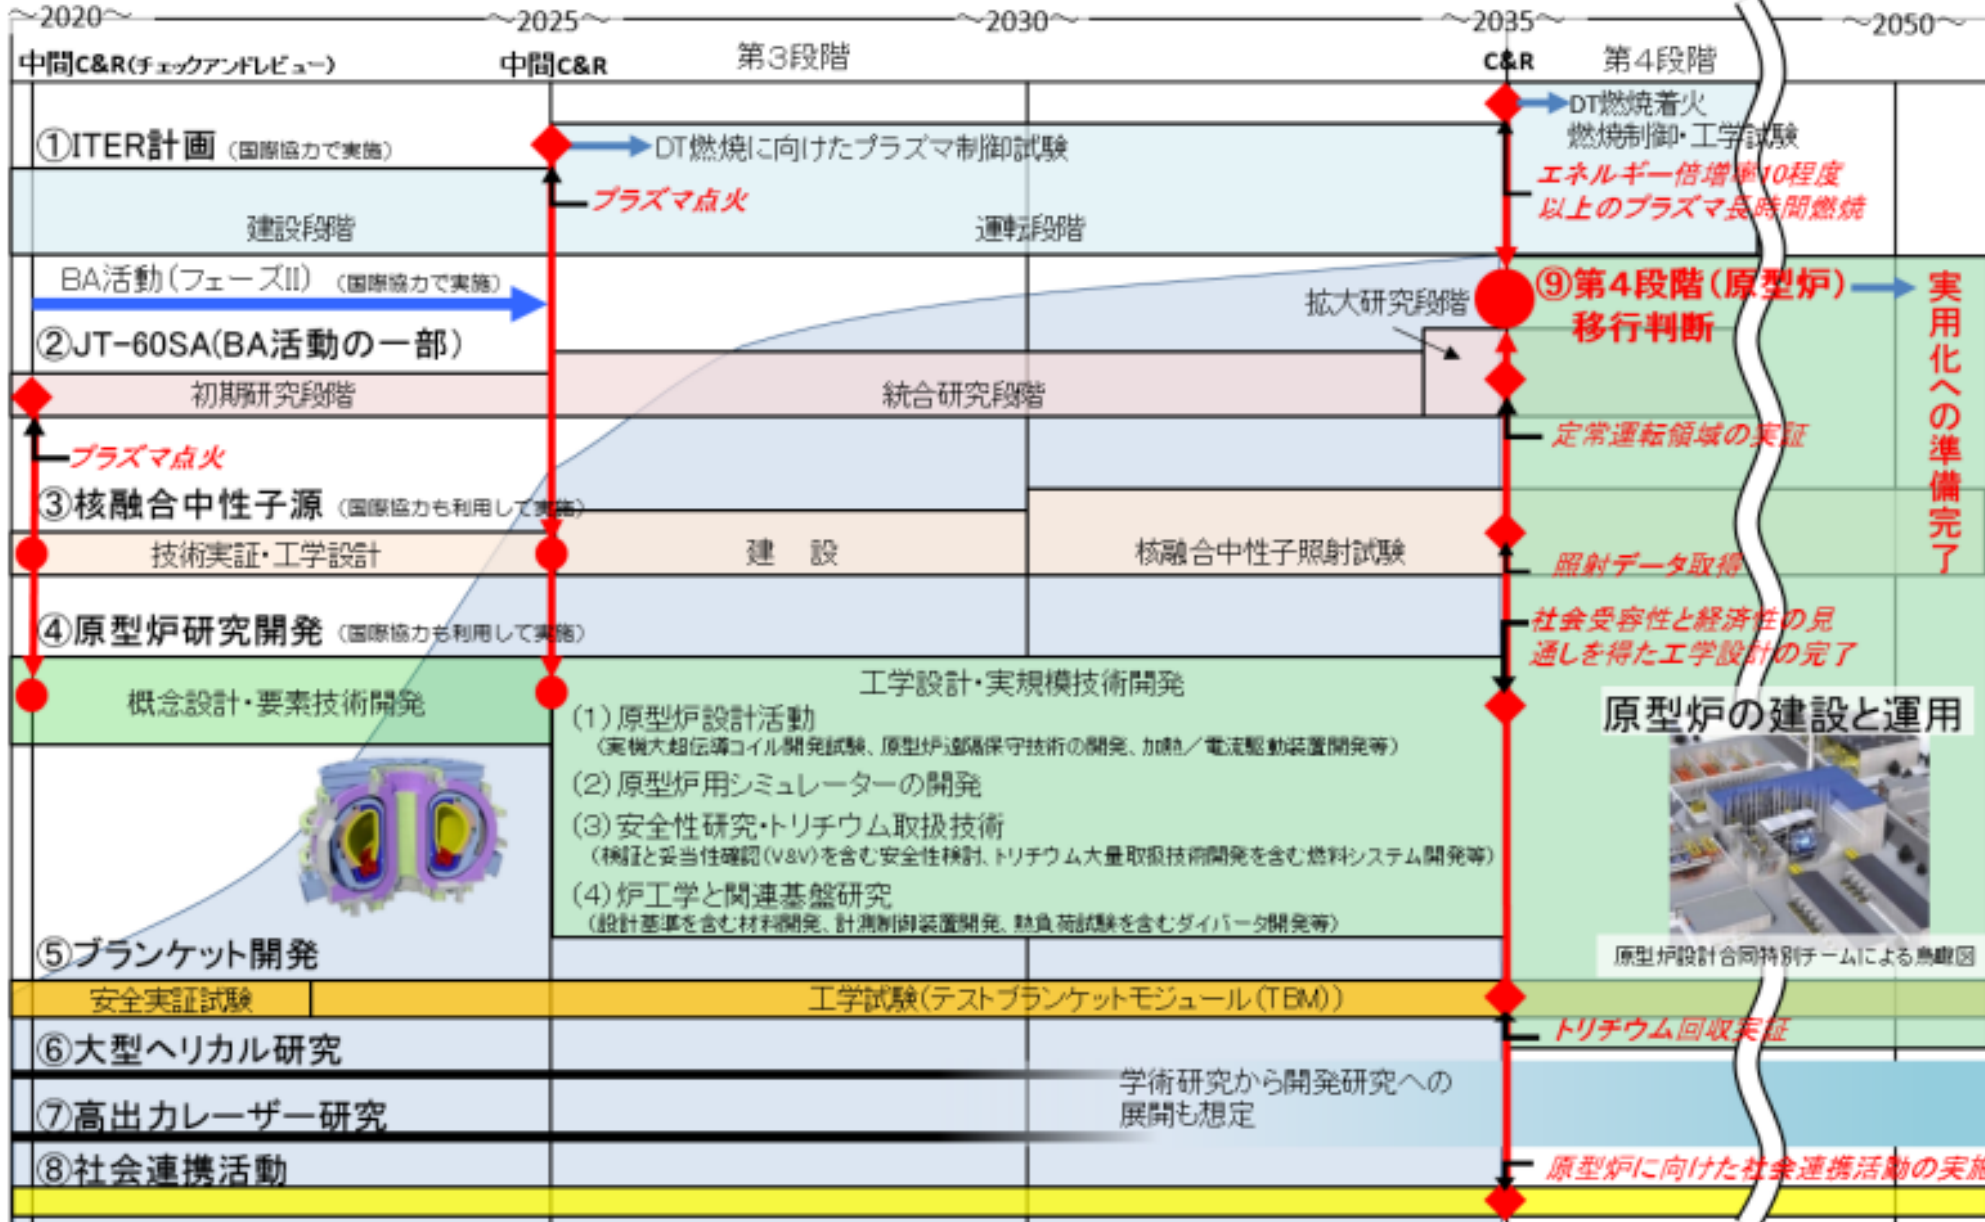 ～2020～
～2025～
～2030～
～2035～
～2050～
中間C&R(チェックアンドレビュー)
中間C&R
第３段階
C&R
第４段階
①ITER計画（国際協力で実施）
DT燃焼に向けたプラズマ制御試験
DT燃焼着火
燃焼制御・工学試験
プラズマ点火
エネルギー倍増率10程度
以上のプラズマ長時間燃焼
建設段階
運転段階
BA活動（フェーズII）（国際協力で実施）
②JT-60SA(BA活動の一部）
拡大研究段階
⑨第４段階（原型炉）
移行判断
実用化への準備完了
初期研究段階
統合研究段階
プラズマ点火
定常運転領域の実証
③核融合中性子源（国際協力も利用して実施）
技術実証・工学設計
建　設
核融合中性子照射試験
照射データ取得
④原型炉研究開発（国際協力も利用して実施）
社会受容性と経済性の見
通しを得た工学設計の完了
概念設計・要素技術開発
工学設計・実規模技術開発
（1）原型炉設計活動
（実機大超伝導コイル開発試験、原型炉遠隔保守技術の開発、加熱／電流駆動装置開発等）
（2）原型炉用シミュレーターの開発
（3）安全性研究・トリチウム取扱技術
（検証と妥当性確認（V&V）を含む安全性検討、トリチウム大量取扱技術開発を含む燃料システム開発等）
（4）炉工学と関連基盤研究
（設計基準を含む材料開発、計測制御装置開発、熱負荷試験を含むダイバータ開発等）
原型炉の建設と運用
原型炉設計合同特別チームによる鳥瞰図
⑤ブランケット開発
安全実証試験
工学試験（テストブランケットモジュール（TBM））
トリチウム回収実証
⑥大型ヘリカル研究
学術研究から開発研究への
展開も想定
⑦高出力レーザー研究
⑧社会連携活動
原型炉に向けた社会連携活動の実施